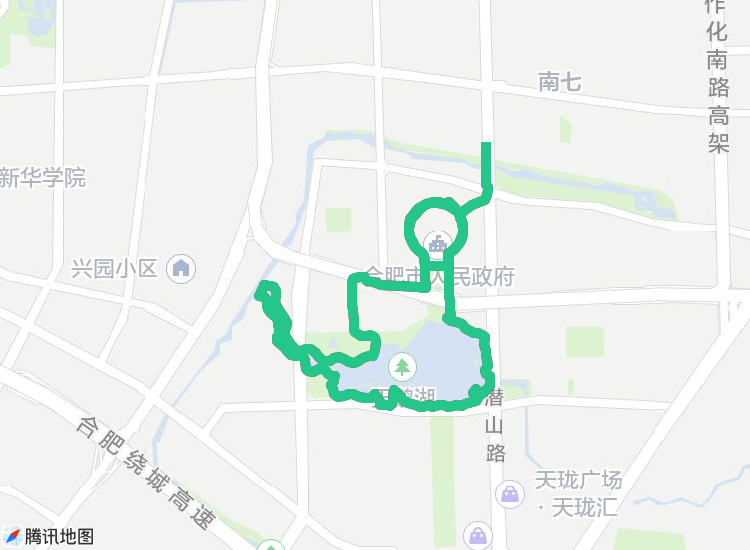 作化南路高架
南七
新华学院
兴园小区
合肥市人民政府
天鹅湖
潜山路
合肥绕城高速
天珑广场
·天珑汇
腾讯地图